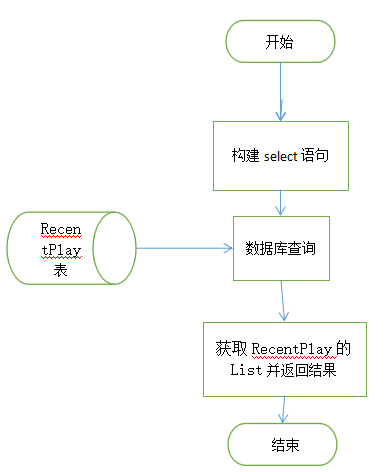 开始
构建 select 语句
Recen
tPlay
表
数据库查询
获取 RecentPlay 的
List 并返回结果
结束